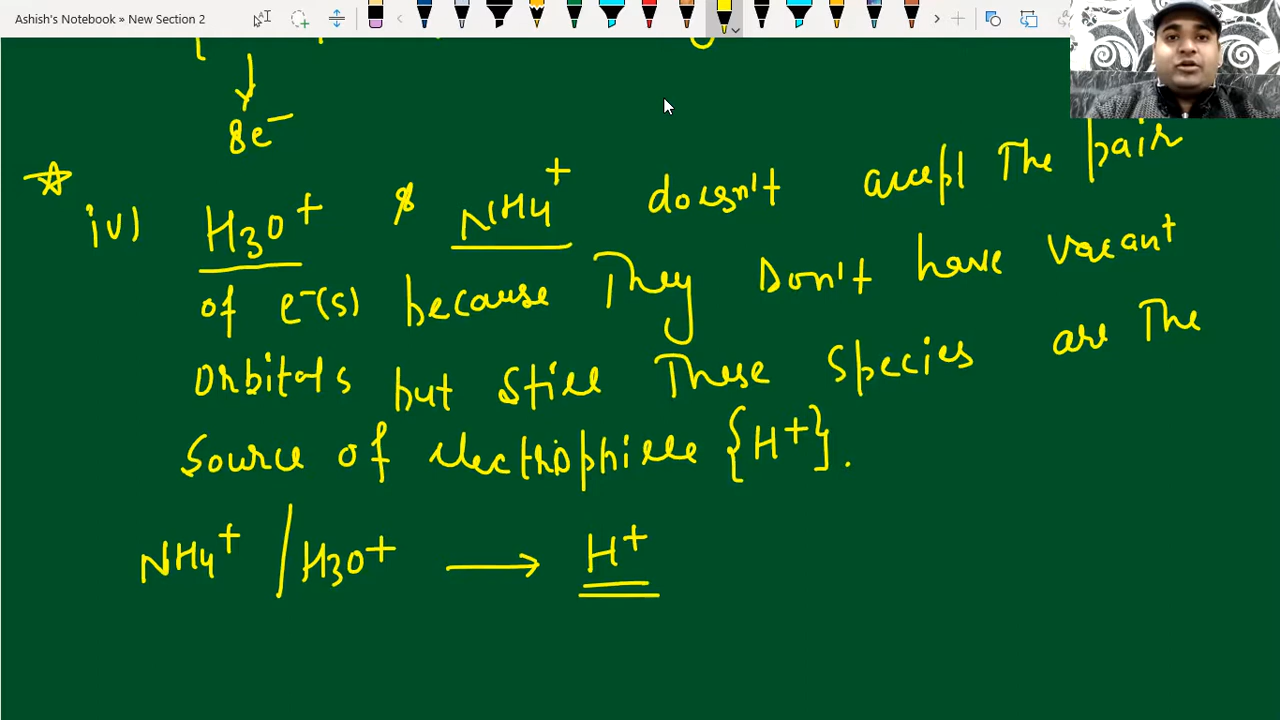 Ashish's Notebook » New Section 2
8e⁻
iv) H3O⁺ & NH4⁺ doesn't accept The pair
of e⁻(s) because They Don't have vacant
orbitals but still These species are The
source of electrophille {H⁺}.
NH4⁺ / H3O⁺ ⟶ H⁺